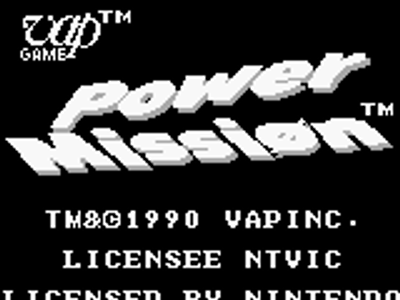 vap™
GAME
Power
Mission™
TM&©1990 VAPINC.
LICENSEE NTVIC
LICENSED BY NINTENDO